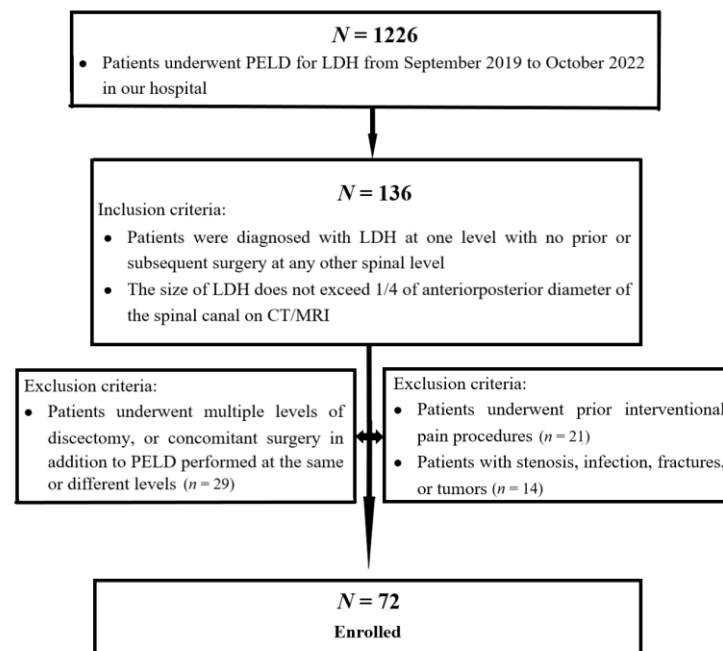 N = 1226
● Patients underwent PELD for LDH from September 2019 to October 2022
in our hospital
N = 136
Inclusion criteria:
● Patients were diagnosed with LDH at one level with no prior or
subsequent surgery at any other spinal level
● The size of LDH does not exceed 1/4 of anteriorposterior diameter of
the spinal canal on CT/MRI
Exclusion criteria:
● Patients underwent multiple levels of
discectomy, or concomitant surgery in
addition to PELD performed at the same
or different levels (n = 29)
Exclusion criteria:
● Patients underwent prior interventional
pain procedures (n = 21)
● Patients with stenosis, infection, fractures,
or tumors (n = 14)
N = 72
Enrolled